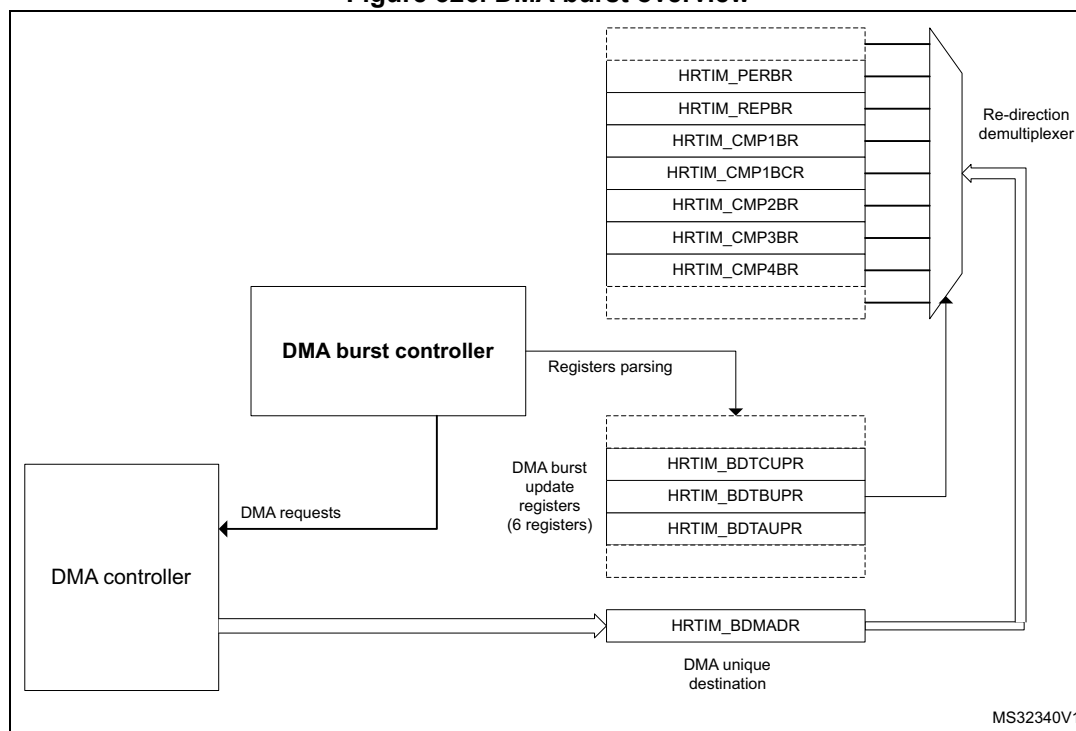 HRTIM_PERBR
HRTIM_REPBR
HRTIM_CMP1BR
HRTIM_CMP1BCR
HRTIM_CMP2BR
HRTIM_CMP3BR
HRTIM_CMP4BR
Re-direction
demultiplexer
DMA burst controller
Registers parsing
DMA burst
update
registers
(6 registers)
HRTIM_BDTCUPR
HRTIM_BDTBUPR
HRTIM_BDTAUPR
DMA requests
DMA controller
HRTIM_BDMADR
DMA unique
destination
MS32340V1